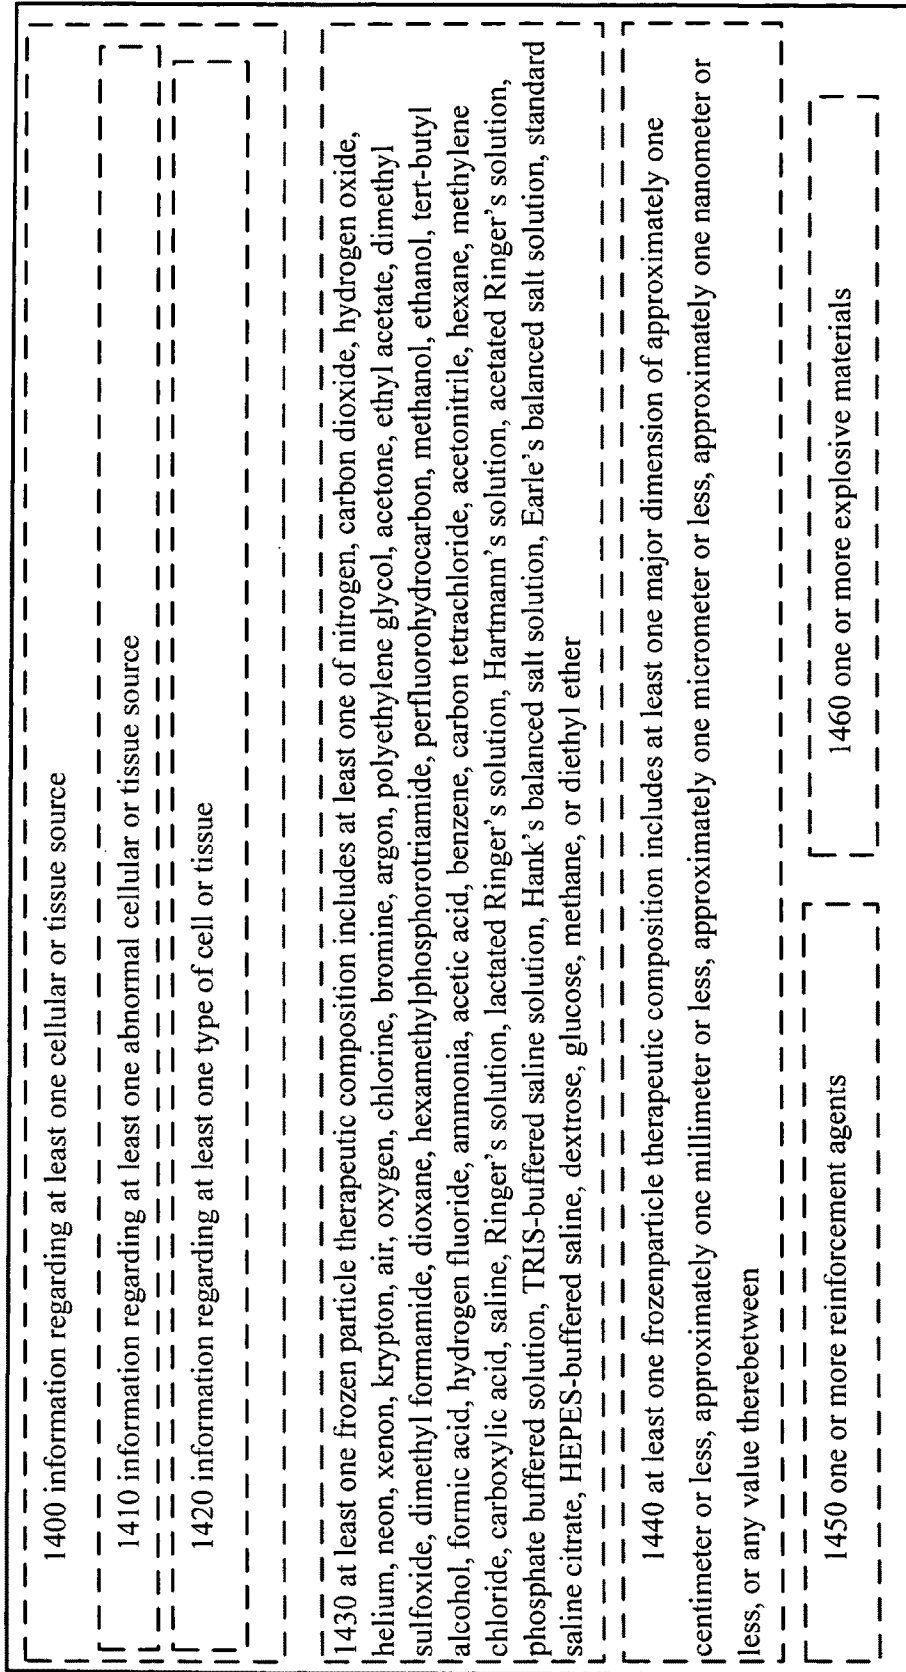 1400 information regarding at least one cellular or tissue source
1410 information regarding at least one abnormal cellular or tissue source
1420 information regarding at least one type of cell or tissue
1430 at least one frozen particle therapeutic composition includes at least one of nitrogen, carbon dioxide, hydrogen oxide,
helium, neon, xenon, krypton, air, oxygen, chlorine, bromine, argon, polyethylene glycol, acetone, ethyl acetate, dimethyl
sulfoxide, dimethyl formamide, dioxane, hexamethylphosphorotriamide, perfluorohydrocarbon, methanol, ethanol, tert-butyl
alcohol, formic acid, hydrogen fluoride, ammonia, acetic acid, benzene, carbon tetrachloride, acetonitrile, hexane, methylene
chloride, carboxylic acid, saline, Ringer's solution, lactated Ringer's solution, Hartmann's solution, acetated Ringer's solution,
phosphate buffered solution, TRIS-buffered saline solution, Hank's balanced salt solution, Earle's balanced salt solution, standard
saline citrate, HEPES-buffered saline, dextrose, glucose, methane, or diethyl ether
1440 at least one frozenparticle therapeutic composition includes at least one major dimension of approximately one
centimeter or less, approximately one millimeter or less, approximately one micrometer or less, approximately one nanometer or
less, or any value therebetween
1450 one or more reinforcement agents
1460 one or more explosive materials